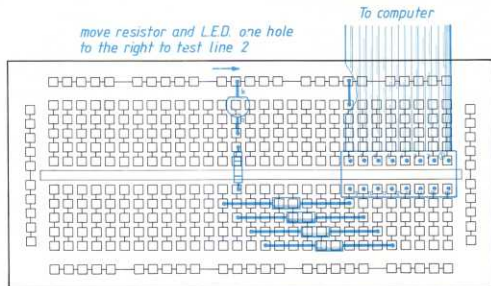 move resistor and L.E.D. one hole
to the right to test line 2
To computer